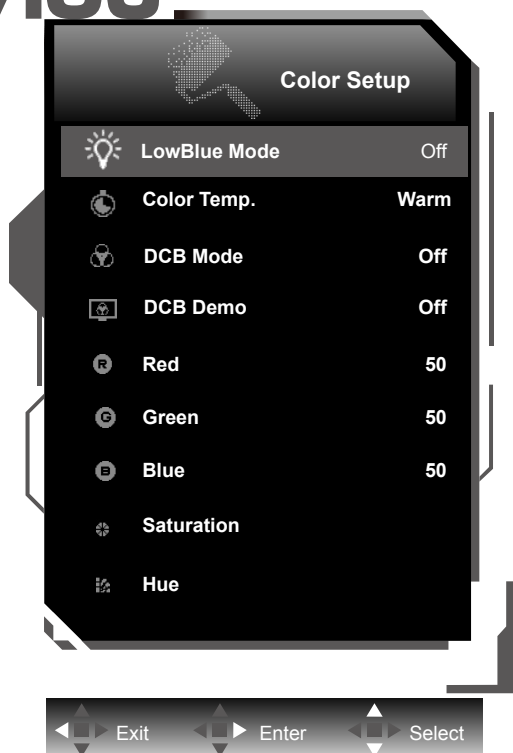 Color Setup
LowBlue Mode Off
Color Temp. Warm
DCB Mode Off
DCB Demo Off
R Red 50
G Green 50
B Blue 50
Saturation
Hue
Exit Enter Select